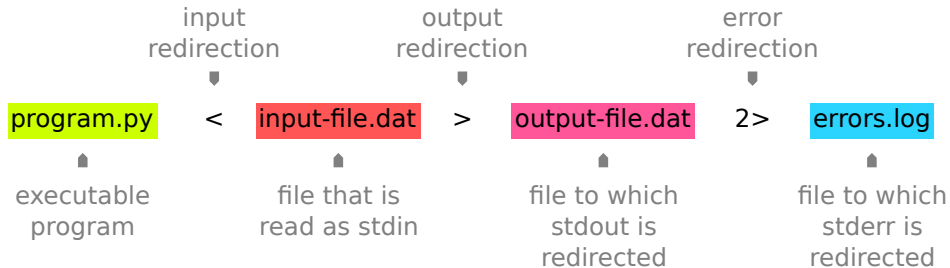 input
redirection
output
redirection
error
redirection
program.py < input-file.dat > output-file.dat 2> errors.log
executable
program
file that is
read as stdin
file to which
stdout is
redirected
file to which
stderr is
redirected